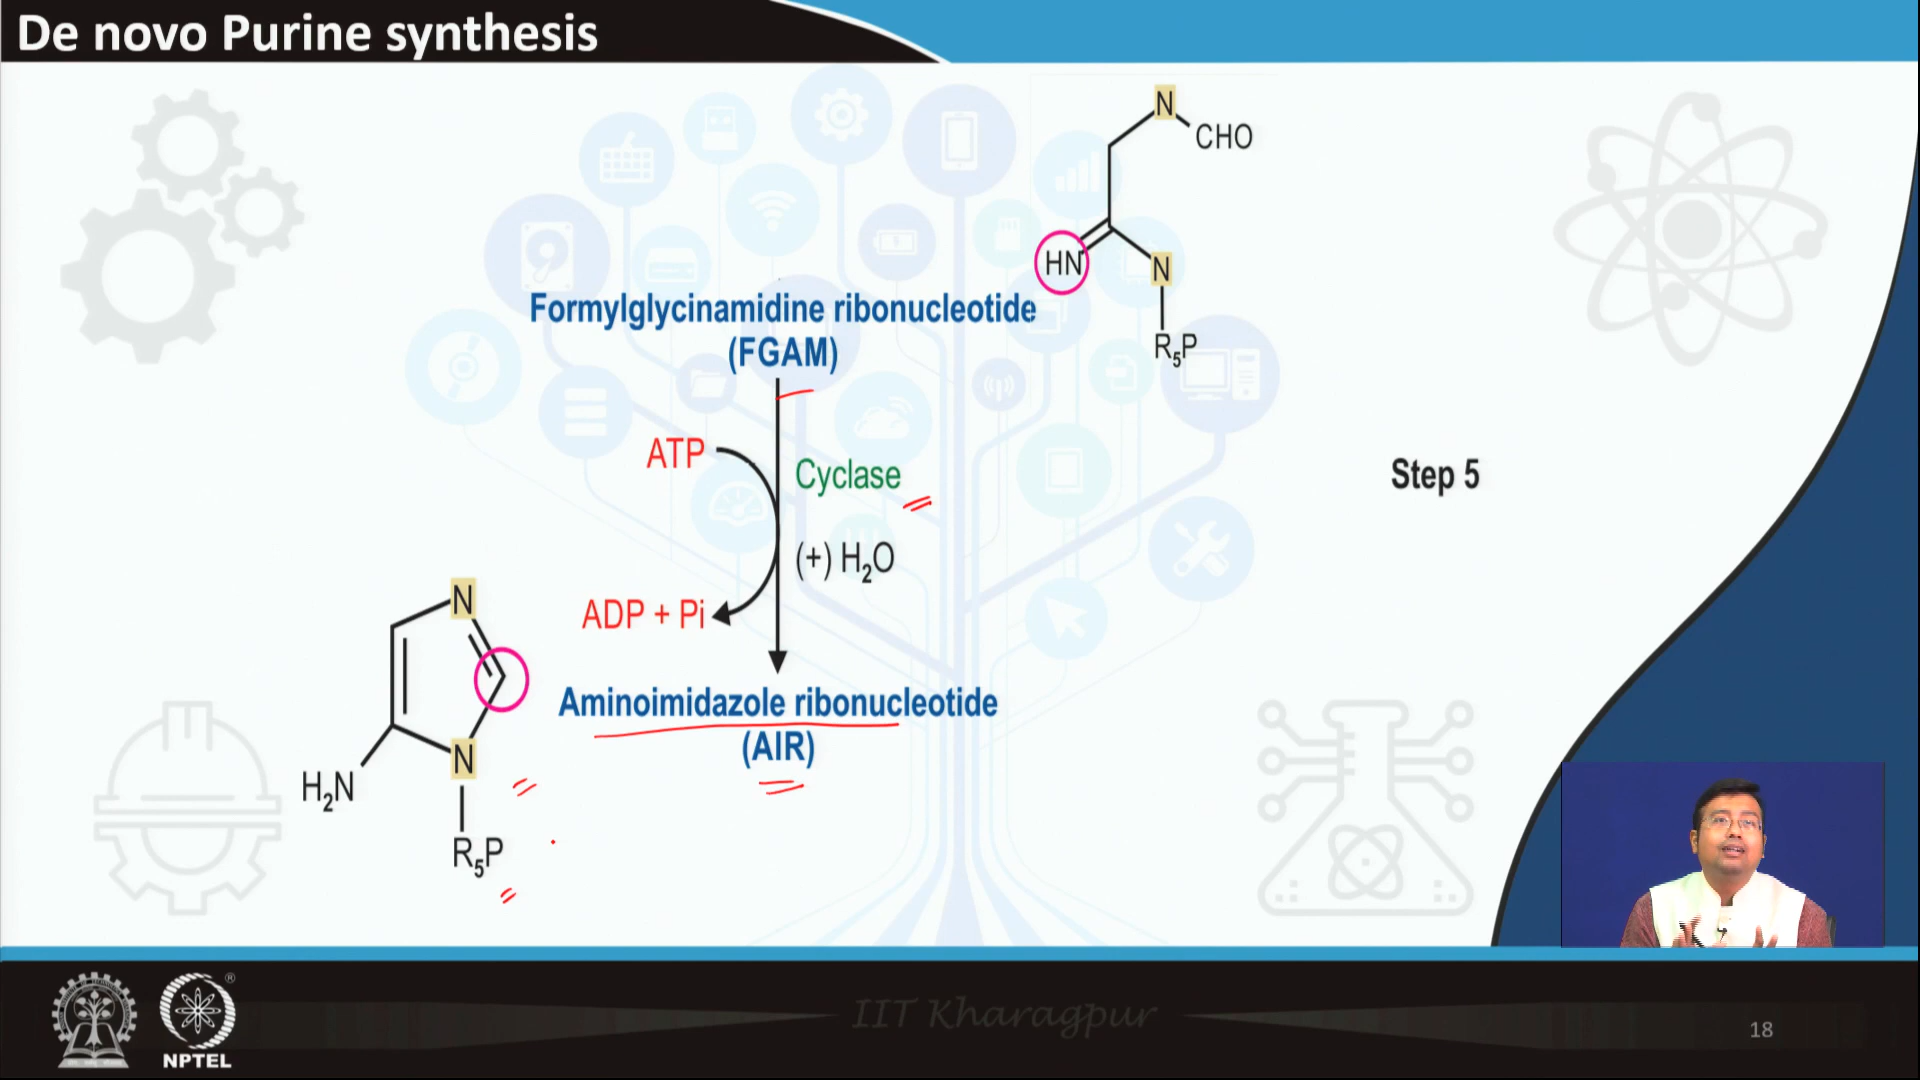 De novo Purine synthesis
N
CHO
HN
N
R₅P
Formylglycinamidine ribonucleotide
(FGAM)
ATP
Cyclase
Step 5
(+) H₂O
ADP + Pi
N
Aminoimidazole ribonucleotide
(AIR)
N
H₂N
R₅P
IIT Kharagpur
18
®
NPTEL